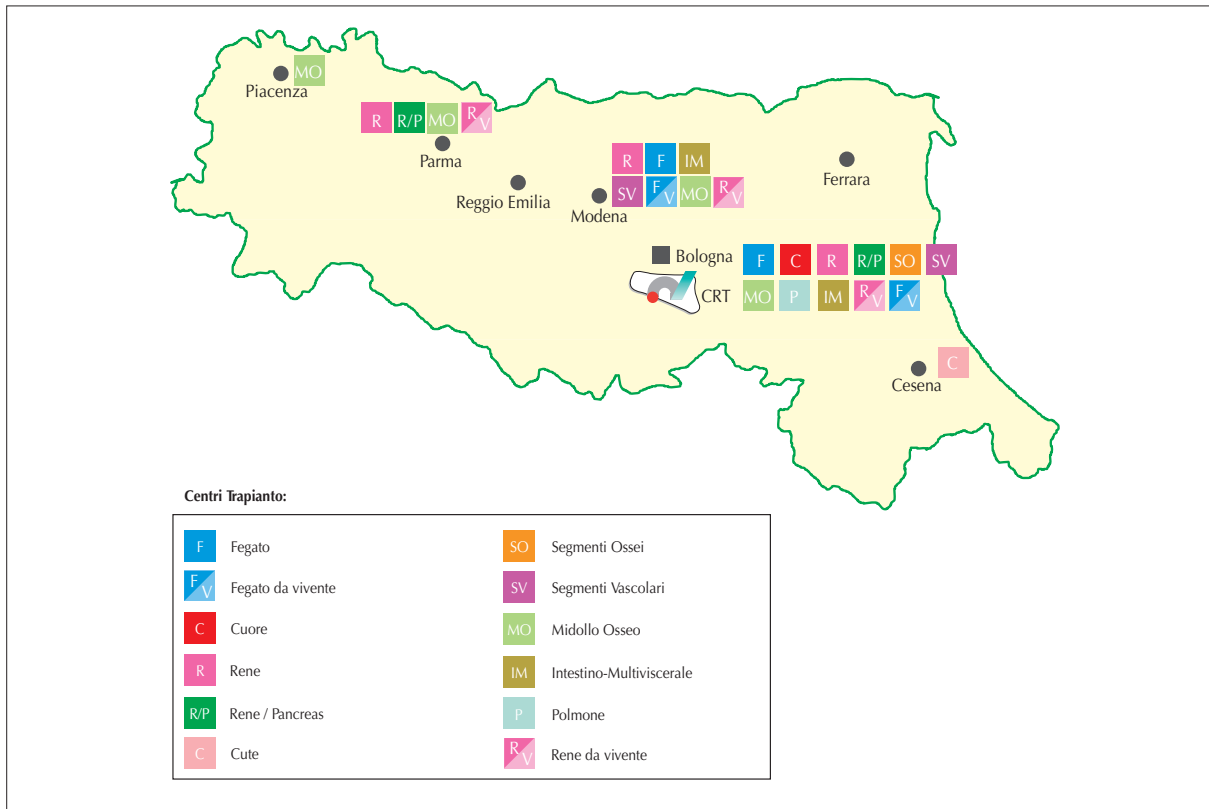 MO
Piacenza
R R/P MO R V
Parma
R F IM
Ferrara
Reggio Emilia
SV F V MO R V
Modena
Bologna
F C R R/P SO SV
CRT
MO P IM R V F V
C
Cesena
Centri Trapianto:
F Fegato
F V Fegato da vivente
C Cuore
R Rene
R/P Rene / Pancreas
C Cute
SO Segmenti Ossei
SV Segmenti Vascolari
MO Midollo Osseo
IM Intestino-Multiviscerale
P Polmone
R V Rene da vivente